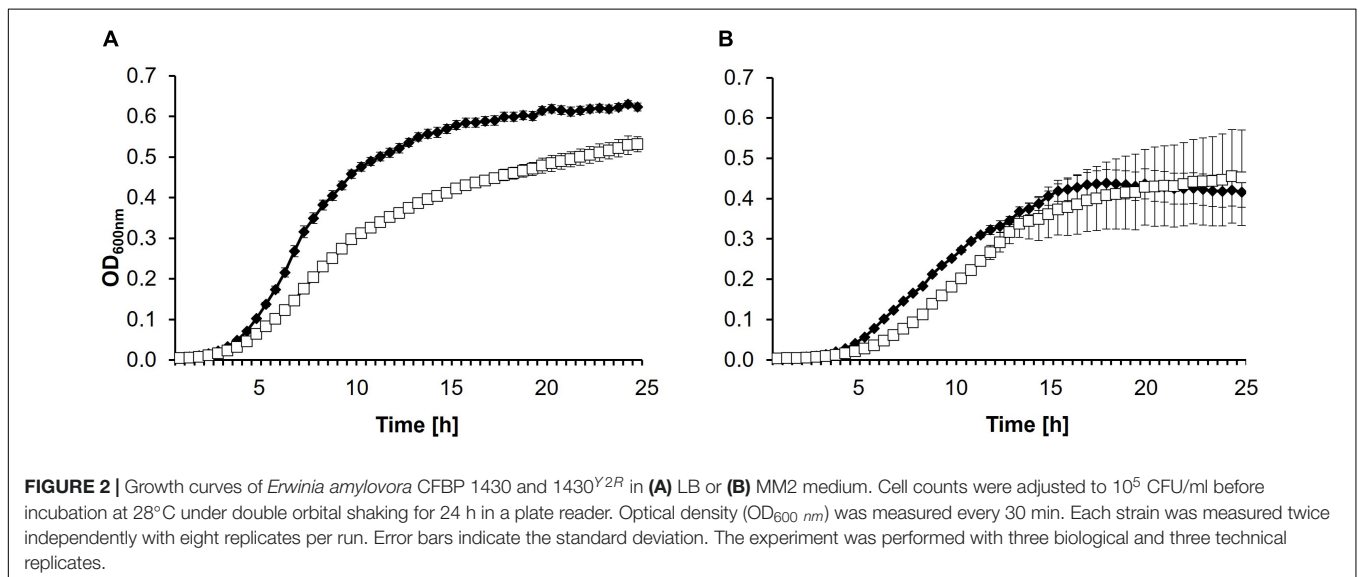 A
B
0.7
0.6
0.5
0.4
0.3
0.2
0.1
0.0
OD600nm
5
10
15
20
25
Time [h]
0.7
0.6
0.5
0.4
0.3
0.2
0.1
0.0
5
10
15
20
25
Time [h]
FIGURE 2 | Growth curves of Erwinia amylovora CFBP 1430 and 1430^Y2R in (A) LB or (B) MM2 medium. Cell counts were adjusted to 10^5 CFU/ml before
incubation at 28°C under double orbital shaking for 24 h in a plate reader. Optical density (OD600 nm) was measured every 30 min. Each strain was measured twice
independently with eight replicates per run. Error bars indicate the standard deviation. The experiment was performed with three biological and three technical
replicates.